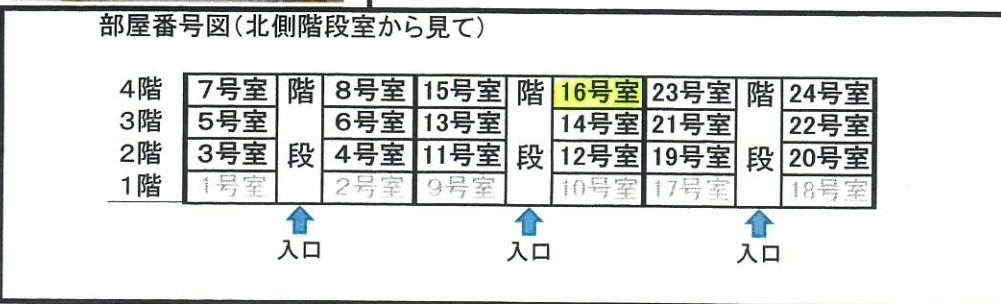 部屋番号図(北側階段室から見て)
4階 7号室 階 8号室 15号室 階 16号室 23号室 階 24号室
3階 5号室 6号室 13号室 14号室 21号室 22号室
2階 3号室 段 4号室 11号室 段 12号室 19号室 段 20号室
1階 1号室 2号室 9号室 10号室 17号室 18号室
入口 入口 入口